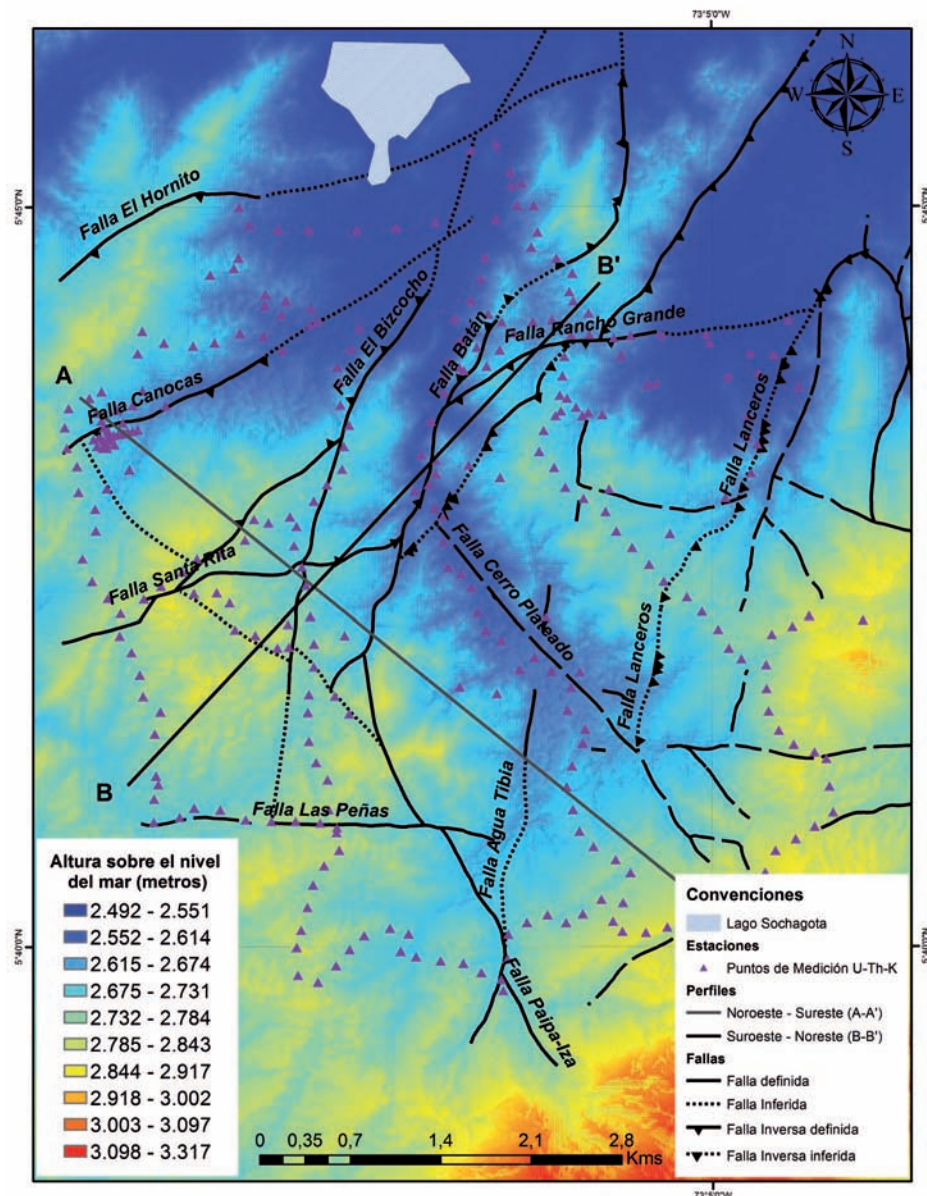 73°5'0"W
N
W E
S
5°45'0"N
5°45'0"N
Falla El Hornito
B'
Falla El Bizcocho
Falla Batán
Falla Rancho Grande
A
Falla Canocas
Falla Lanceros
Falla Santa Rita
Falla Cerro Plateado
Falla Lanceros
B
Falla Las Peñas
Falla Agua Tibia
Falla Paipa-Iza
5°40'0"N
5°40'0"N
Altura sobre el nivel
del mar (metros)
2.492 - 2.551
2.552 - 2.614
2.615 - 2.674
2.675 - 2.731
2.732 - 2.784
2.785 - 2.843
2.844 - 2.917
2.918 - 3.002
3.003 - 3.097
3.098 - 3.317
0 0,35 0,7 1,4 2,1 2,8
Kms
Convenciones
Lago Sochagota
Estaciones
Puntos de Medición U-Th-K
Perfiles
Noroeste - Sureste (A-A')
Suroeste - Noreste (B-B')
Fallas
Falla definida
Falla Inferida
Falla Inversa definida
Falla Inversa inferida
73°5'0"W